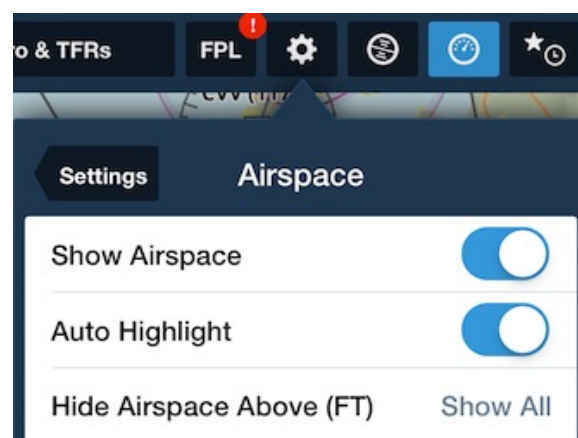 o & TFRs FPL !
Settings Airspace
Show Airspace
Auto Highlight
Hide Airspace Above (FT) Show All